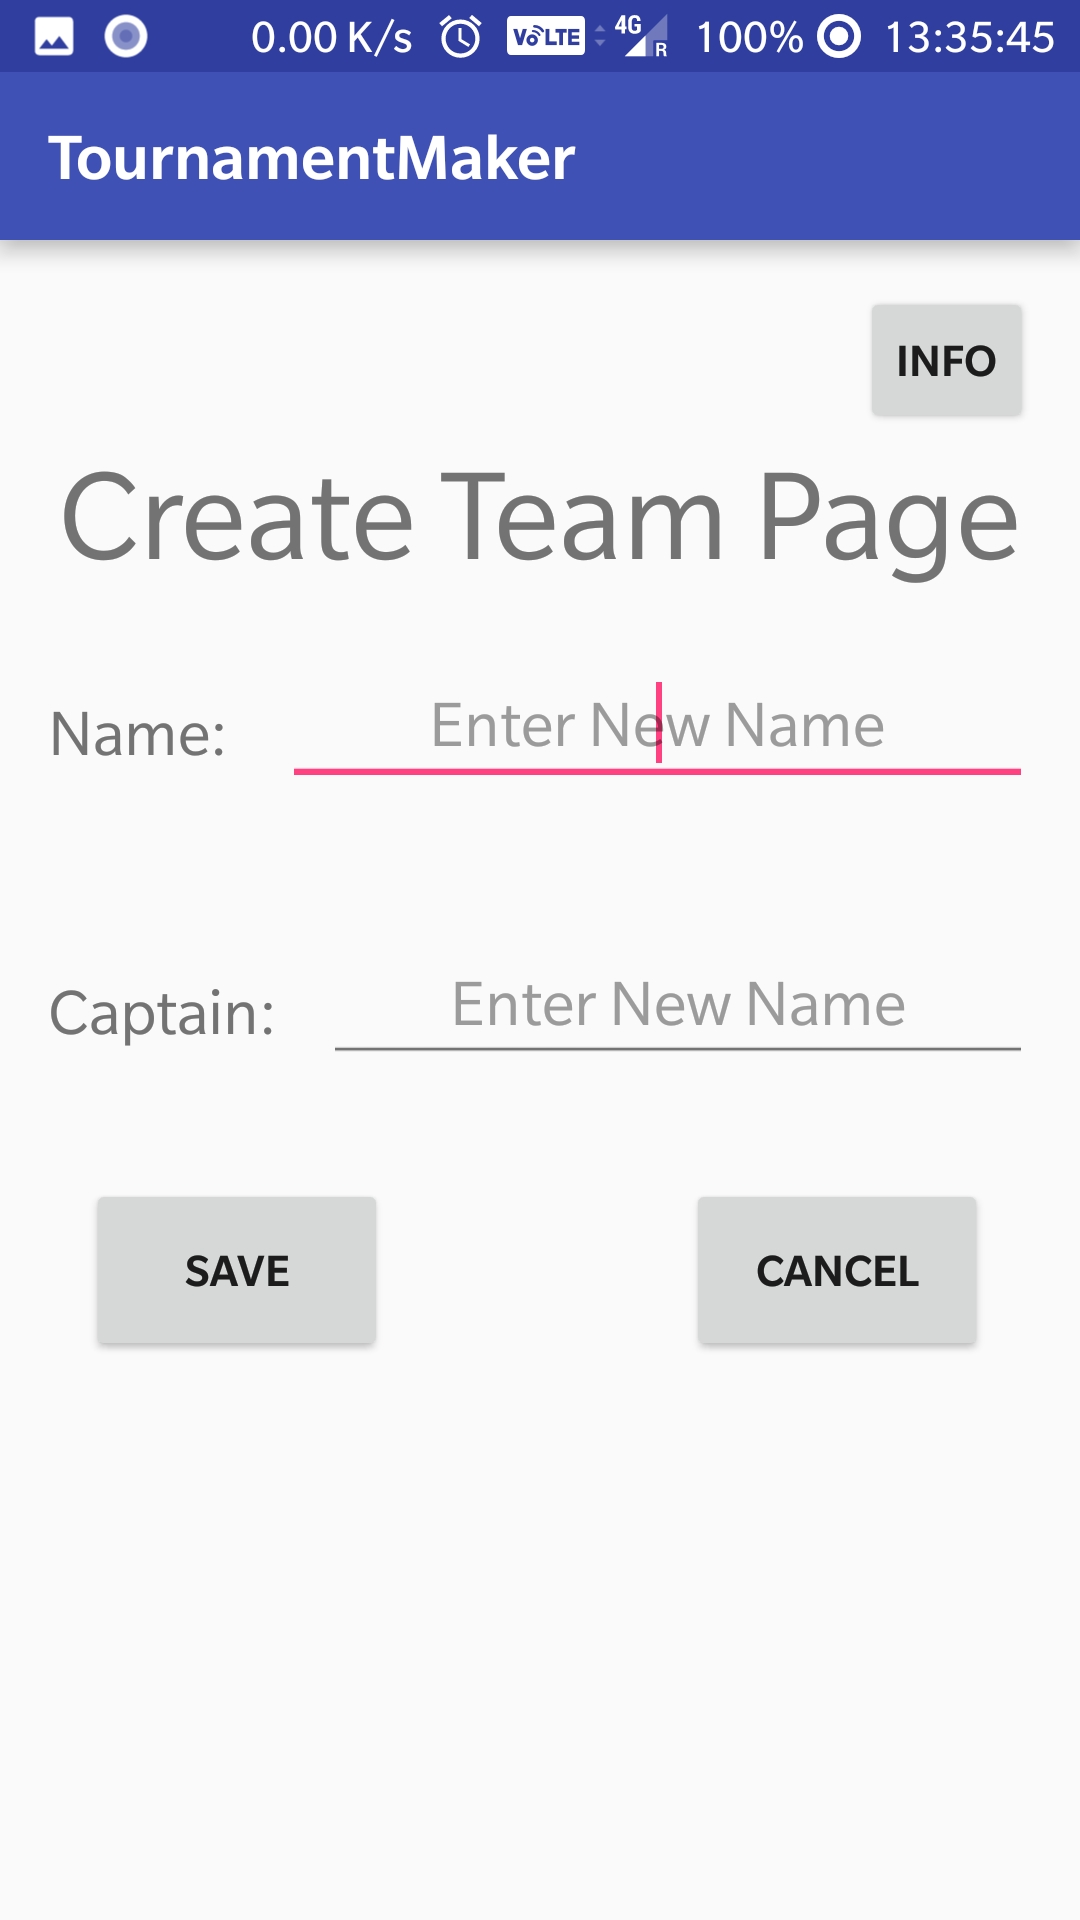 0.00 K/s VoLTE 4G R 100% 13:35:45
TournamentMaker
INFO
Create Team Page
Name: Enter New Name
Captain: Enter New Name
SAVE CANCEL